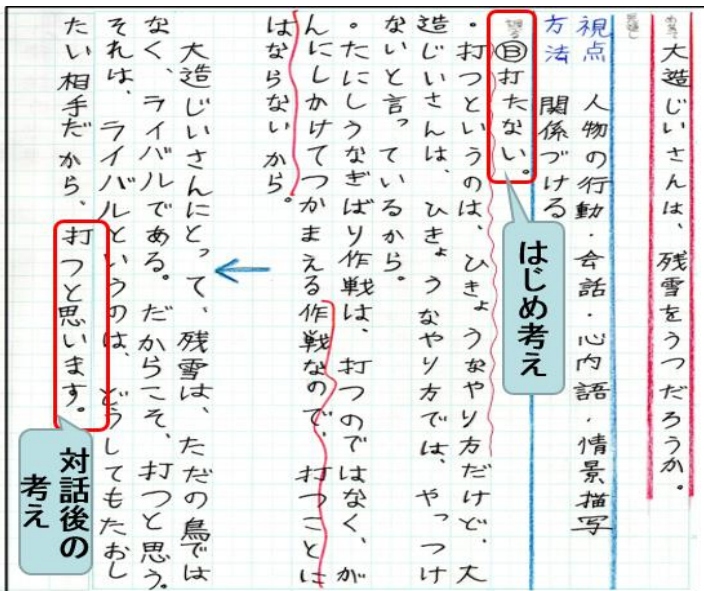 めあて
大造じいさんは、残雪をうつだろうか。
見通し
視点　人物の行動・会話・心内語・情景描写
方法　関係づける
Ⓑ打たない。
・打つというのは、ひきょうなやり方だけど、大
造じいさんは、ひきょうなやり方では、やっつけ
ないと言っているから。
・たにしうなぎばり作戦は、打つのではなく、が
んにしかけてつかまえる作戦なので、打つことに
はならないから。
大造じいさんにとって、残雪は、ただの鳥では
なく、ライバルである。だからこそ、打つと思う。
それは、ライバルというのは、どうしてもたおし
たい相手だから、打つと思います。
はじめ考え
対話後の
考え